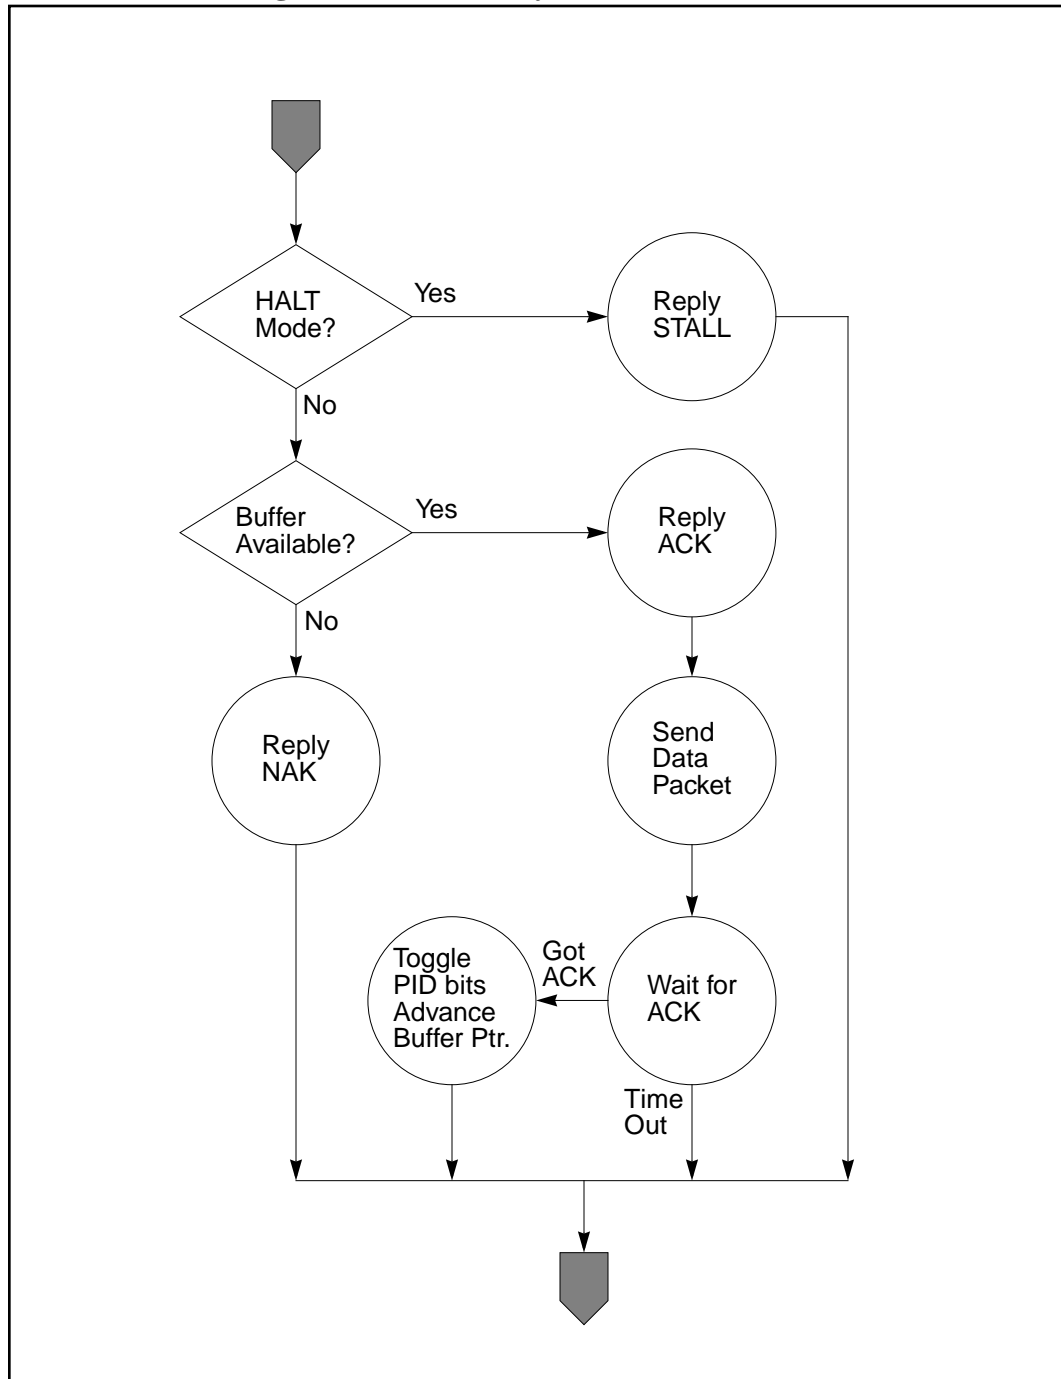 HALT
Mode?
Yes
Reply
STALL
No
Buffer
Available?
Yes
Reply
ACK
No
Reply
NAK
Send
Data
Packet
Toggle
PID bits
Advance
Buffer Ptr.
Got
ACK
Wait for
ACK
Time
Out